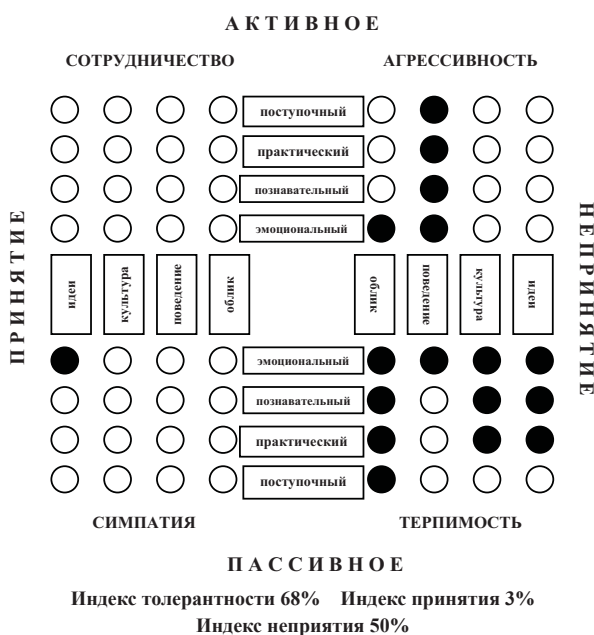 АКТИВНОЕ
СОТРУДНИЧЕСТВО АГРЕССИВНОСТЬ
поступочный
практический
познавательный
эмоциональный
ПРИНЯТИЕ
НЕПРИНЯТИЕ
идеи культура поведение облик облик поведение культура идеи
эмоциональный
познавательный
практический
поступочный
СИМПАТИЯ ТЕРПИМОСТЬ
ПАССИВНОЕ
Индекс толерантности 68% Индекс принятия 3%
Индекс неприятия 50%